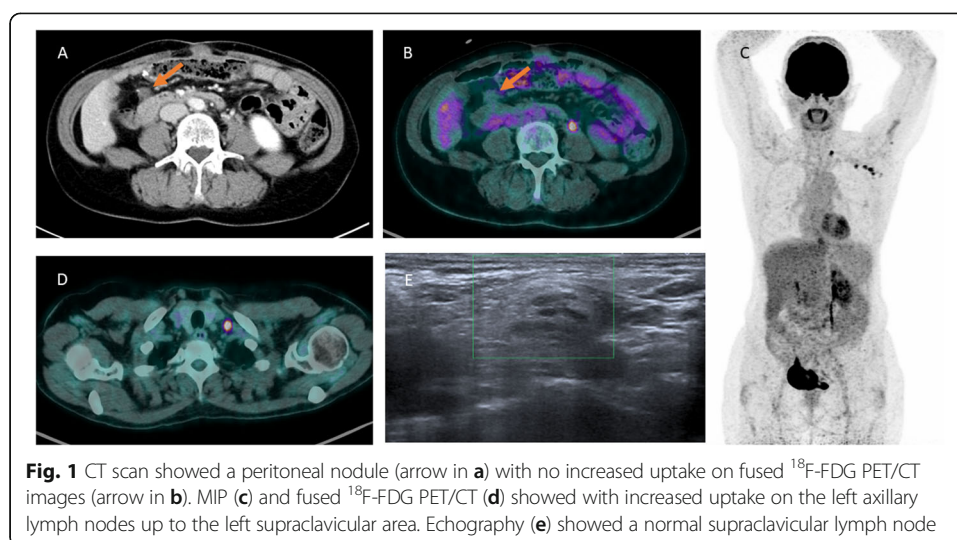 A
B
C
D
E
Fig. 1 CT scan showed a peritoneal nodule (arrow in a) with no increased uptake on fused ¹⁸F-FDG PET/CT
images (arrow in b). MIP (c) and fused ¹⁸F-FDG PET/CT (d) showed with increased uptake on the left axillary
lymph nodes up to the left supraclavicular area. Echography (e) showed a normal supraclavicular lymph node